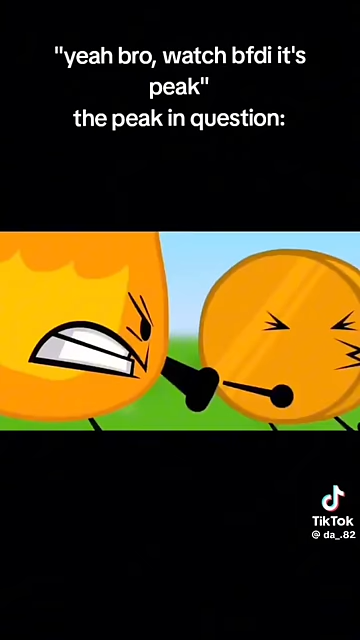 "yeah bro, watch bfdi it's
peak"
the peak in question:
TikTok
@ da_.82